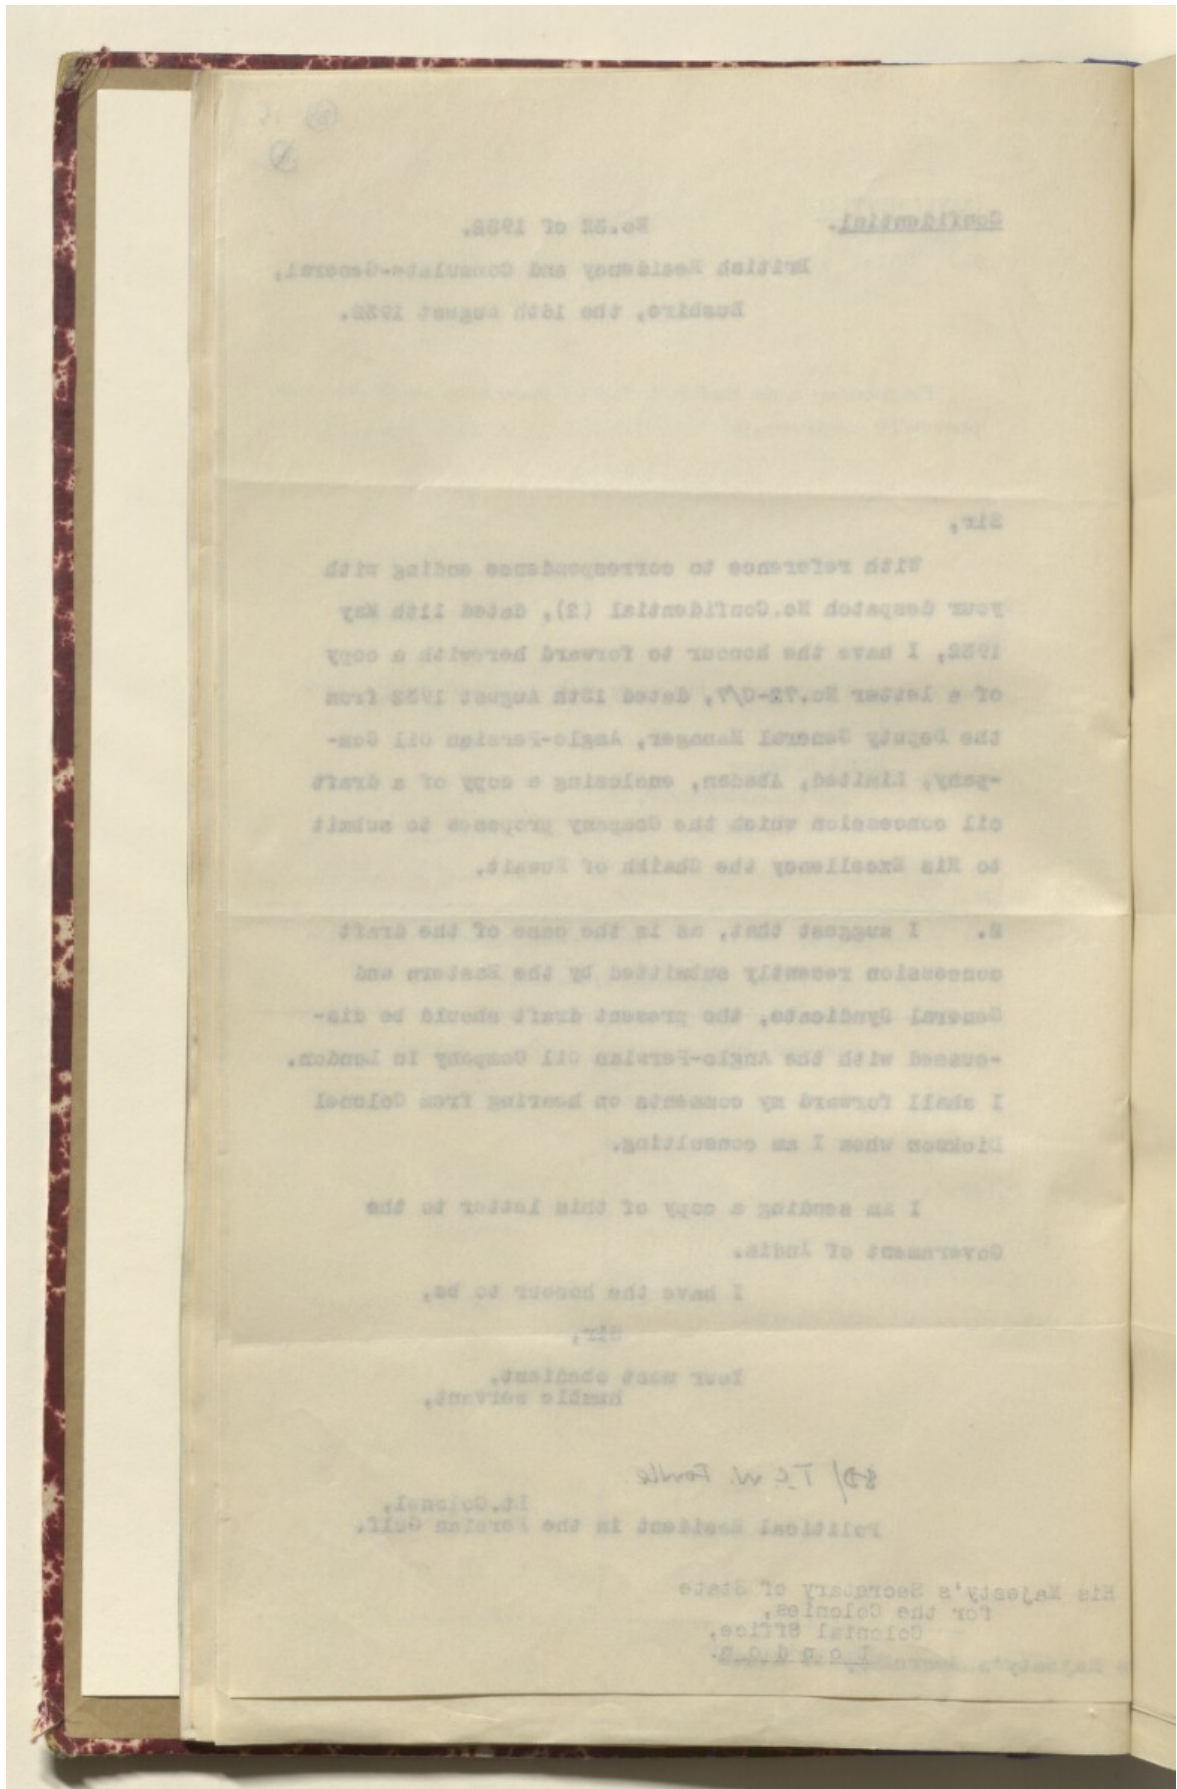 Confidential.
No.52 of 1932.
British Residency and Consulate-General,
Bushire, the 16th August 1932.
Sir,
With reference to correspondence ending with
your despatch No.Confidential (2), dated 11th May
1932, I have the honour to forward herewith a copy
of a letter No.72-C/7, dated 13th August 1932 from
the Deputy General Manager, Anglo-Persian Oil Com-
-pany, Limited, Abadan, enclosing a copy of a draft
oil concession which the Company proposes to submit
to His Excellency the Shaikh of Kuwait.
2. I suggest that, as in the case of the draft
concession recently submitted by the Eastern and
General Syndicate, the present draft should be dis-
-cussed with the Anglo-Persian Oil Company in London.
I shall forward my comments on hearing from Colonel
Dickson whom I am consulting.
I am sending a copy of this letter to the
Government of India.
I have the honour to be,
Sir,
Your most obedient,
humble servant,
SD/ T.C.W. Fowle.
Lt.Colonel,
Political Resident in the Persian Gulf.
His Majesty's Secretary of State
for the Colonies,
Colonial Office,
London.
Majesty's